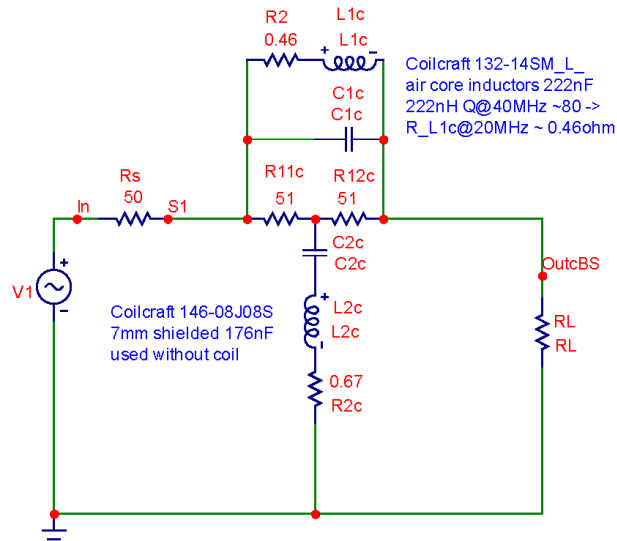 R2
0.46
L1c
L1c
+
-
Coilcraft 132-14SM_L_
air core inductors 222nF
222nH Q@40MHz ~80 ->
R_L1c@20MHz ~ 0.46ohm
C1c
C1c
Rs
50
In
S1
R11c
51
R12c
51
C2c
C2c
OutcBS
V1
+
-
Coilcraft 146-08J08S
7mm shielded 176nF
used without coil
+
-
L2c
L2c
RL
RL
0.67
R2c